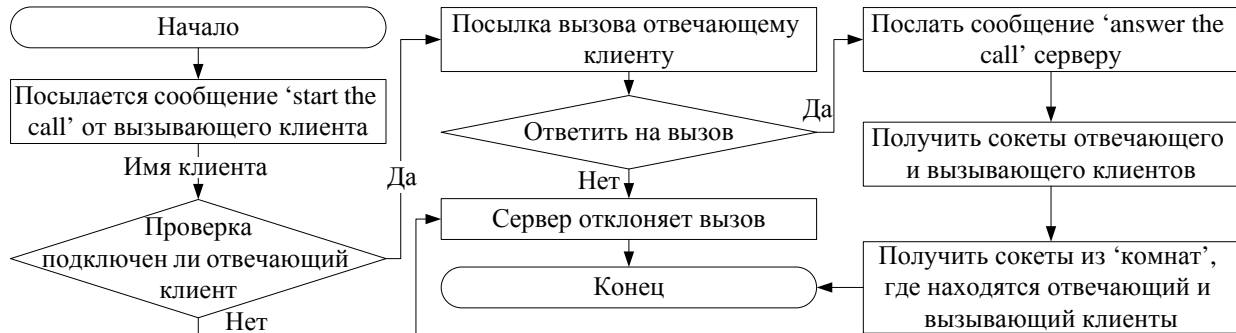 Начало
Посылается сообщение ‘start the
call’ от вызывающего клиента
Имя клиента
Проверка
подключен ли отвечающий
клиент
Да
Нет
Посылка вызова отвечающему
клиенту
Ответить на вызов
Да
Нет
Сервер отклоняет вызов
Конец
Послать сообщение ‘answer the
call’ серверу
Получить сокеты отвечающего
и вызывающего клиентов
Получить сокеты из ‘комнат’,
где находятся отвечающий и
вызывающий клиенты